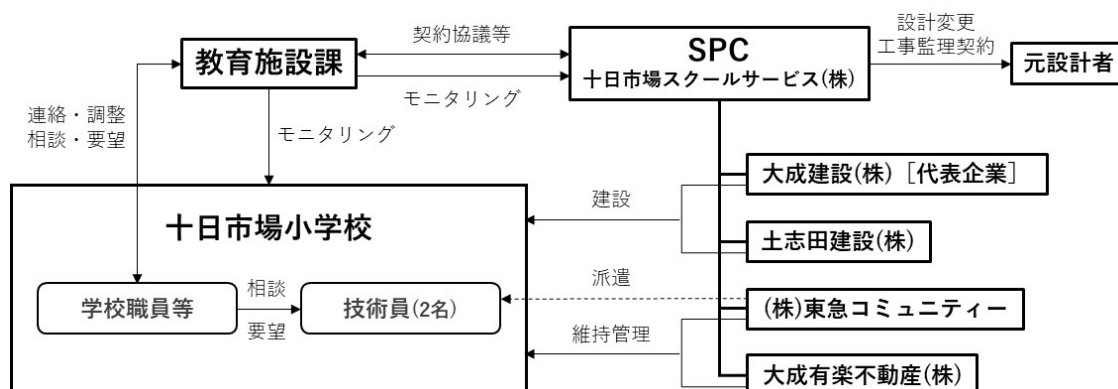 契約協議等
設計変更
工事監理契約
教育施設課
SPC
十日市場スクールサービス(株)
元設計者
モニタリング
連絡・調整
相談・要望
モニタリング
大成建設(株)［代表企業］
建設
十日市場小学校
土志田建設(株)
派遣
学校職員等
相談
要望
技術員(2名)
(株)東急コミュニティー
維持管理
大成有楽不動産(株)